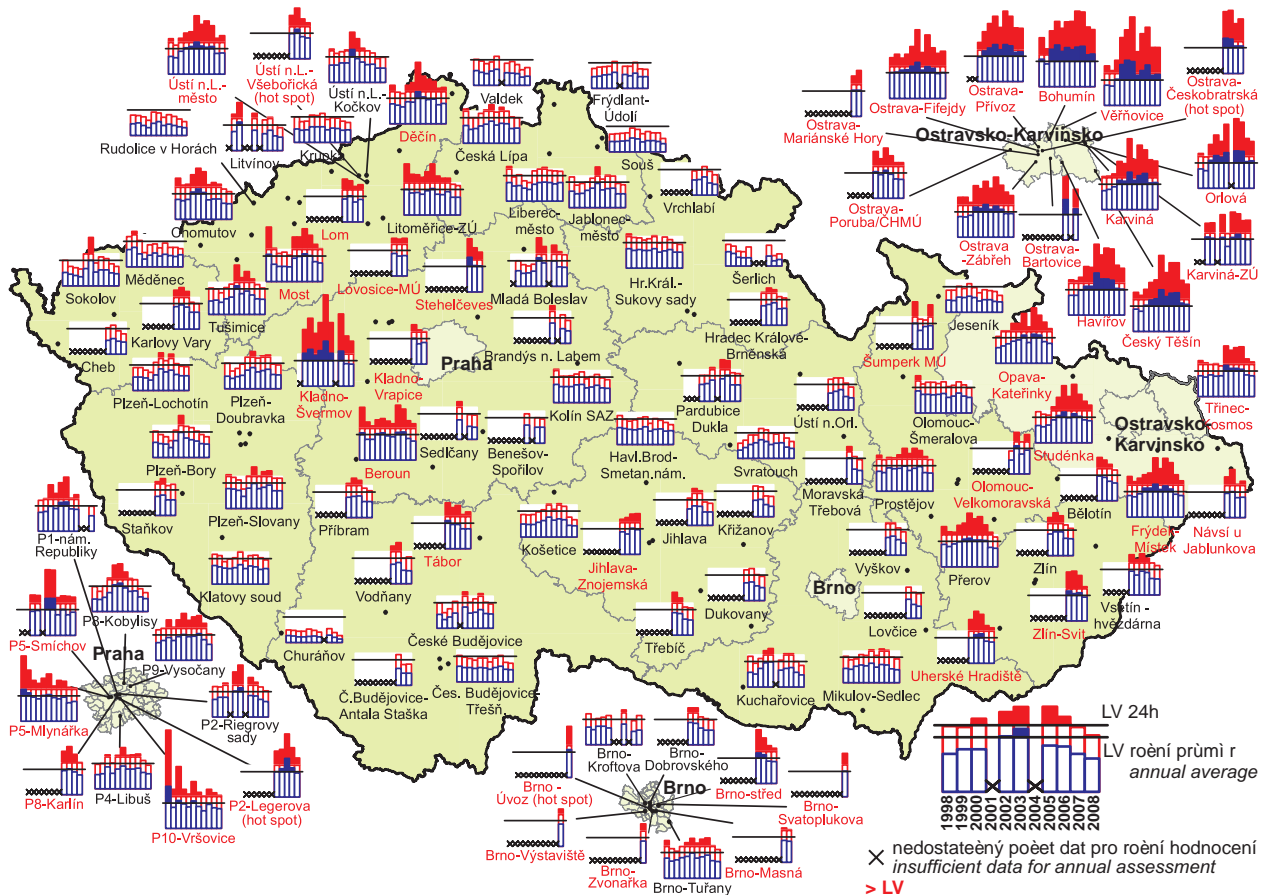 Ústí n.L.-
město
Ústí n.L.-
Všebořická
(hot spot)
Ústí n.L.-
Kočkov
Děčín
Valdek
Frýdlant-
Údolí
Rudolice v Horách
Litvínov
Krupka
Česká Lípa
Souš
Chomutov
Lom
Litoměřice-ZÚ
Liberec-
město
Jablonec-
město
Vrchlabí
Sokolov
Měděnec
Tušimice
Most
Lovosice-MÚ
Stehelčeves
Mladá Boleslav
Hr.Král.-
Sukovy sady
Šerlich
Cheb
Karlovy Vary
Kladno-
Švermov
Kladno-
Vrapice
Praha
Brandýs n. Labem
Hradec Králové-
Brněnská
Šumperk MÚ
Jeseník
Plzeň-Lochotín
Plzeň-
Doubravka
Kolín SAZ
Pardubice
Dukla
Ústí n.Orl.
Olomouc-
Šmeralova
Opava-
Kateřinky
Třinec-
Kosmos
Plzeň-Bory
Beroun
Sedlčany
Benešov-
Spořilov
Havl.Brod-
Smetan.nám.
Svratouch
Moravská
Třebová
Prostějov
Olomouc-
Velkomoravská
Studénka
Ostravsko-
Karvinsko
Bělotín
Frýdek-
Místek
Návsí u
Jablunkova
P1-nám.
Republiky
Staňkov
Plzeň-Slovany
Příbram
Tábor
Košetice
Jihlava-
Znojemská
Jihlava
Křižanov
Vyškov
Přerov
Zlín
Vsetín -
hvězdárna
Klatovy soud
Vodňany
Dukovany
Brno
Lovčice
Zlín-Svit
P5-Smíchov
P8-Kobylisy
Praha
P9-Vysočany
Churáňov
České Budějovice
Třebíč
Uherské Hradiště
P5-Mlynářka
P2-Riegrovy
sady
Č.Budějovice-
Antala Staška
Čes. Budějovice-
Třešň.
Kuchařovice
Mikulov-Sedlec
P8-Karlín
P4-Libuš
P10-Vršovice
P2-Legerova
(hot spot)
Brno-
Kroftova
Brno-
Dobrovského
Brno -
Úvoz (hot spot)
Brno
Brno-střed
Brno-
Svatoplukova
Brno-Výstaviště
Brno-
Zvonařka
Brno-Tuřany
Brno-Masná
Ostrava-
Mariánské Hory
Ostrava-Fifejdy
Ostrava-
Přívoz
Bohumín
Věřňovice
Ostrava-
Českobratrská
(hot spot)
Ostravsko-Karvinsko
Ostrava-
Poruba/ČHMÚ
Ostrava
-Zábřeh
Ostrava-
Bartovice
Karviná
Orlová
Karviná-ZÚ
Havířov
Český Těšín
LV 24h
LV roèní prùmì r
annual average
1998
1999
2000
2001
2002
2003
2004
2005
2006
2007
2008
× nedostateèný poèet dat pro roèní hodnocení
insufficient data for annual assessment
> LV